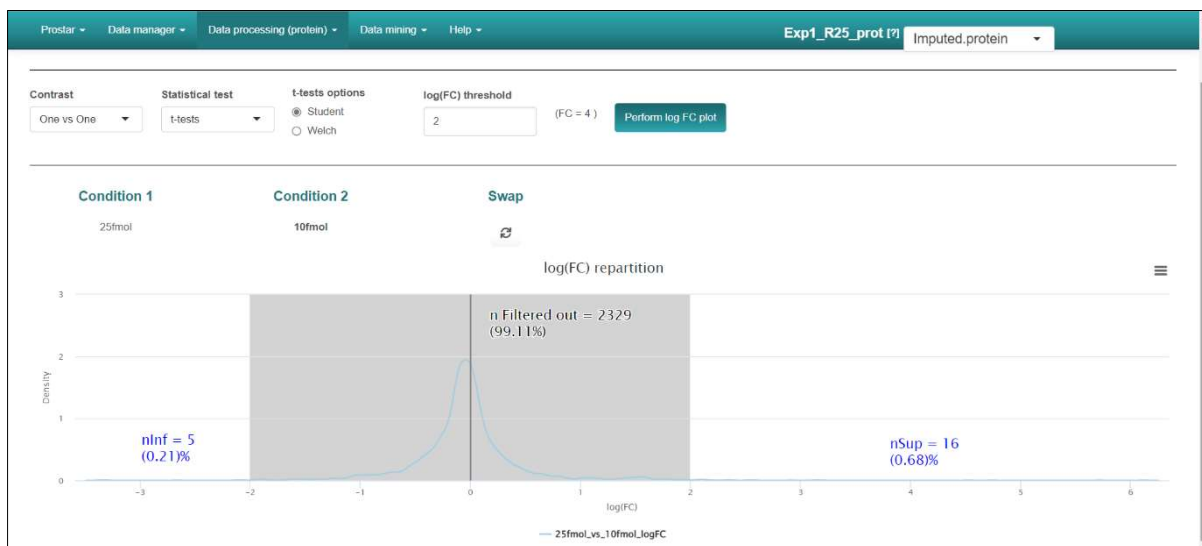 Prostar Data manager Data processing (protein) Data mining Help Exp1_R25_prot [?] Imputed.protein
Contrast Statistical test t-tests options log(FC) threshold
One vs One t-tests Student 2 (FC = 4 ) Perform log FC plot
Welch
Condition 1 Condition 2 Swap
25fmol 10fmol
log(FC) repartition
3
n Filtered out = 2329
(99.11%)
2
Density
1
nInf = 5
(0.21)%
nSup = 16
(0.68)%
0
-3 -2 -1 0 1 2 3 4 5 6
log(FC)
25fmol_vs_10fmol_logFC